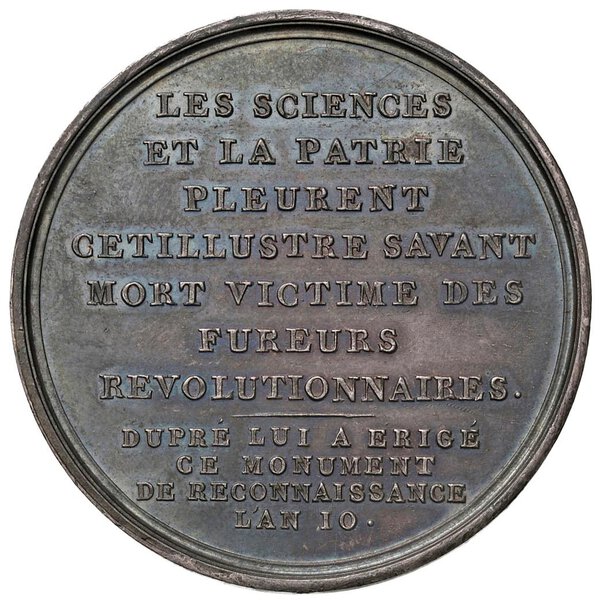 LES SCIENCES
ET LA PATRIE
PLEURENT
CETILLUSTRE SAVANT
MORT VICTIME DES
FUREURS
REVOLUTIONNAIRES.
DUPRÉ LUI A ERIGÉ
CE MONUMENT
DE RECONNAISSANCE
L'AN 10.